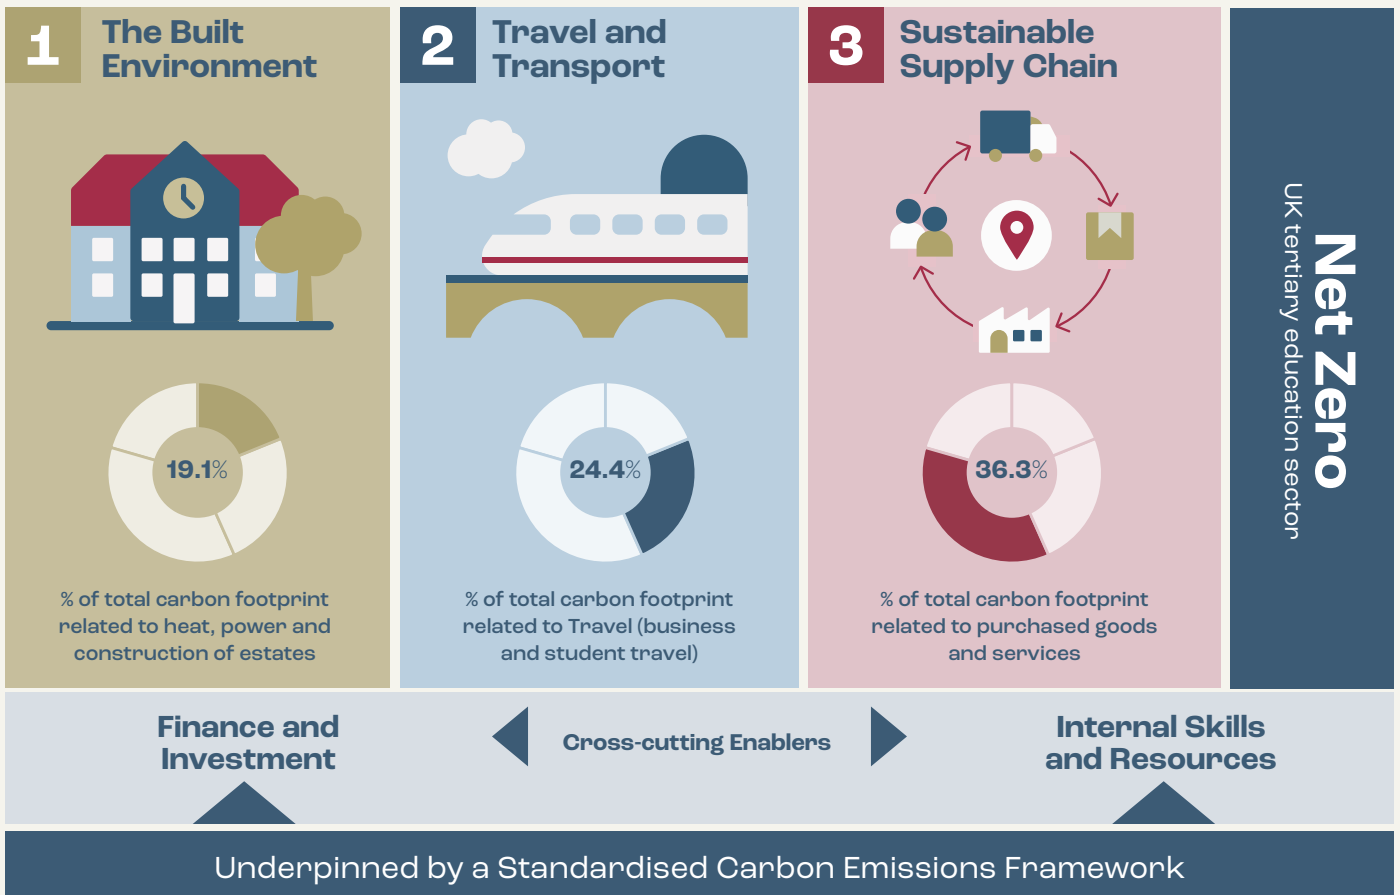 1
The Built
Environment
19.1%
% of total carbon footprint
related to heat, power and
construction of estates
2
Travel and
Transport
24.4%
% of total carbon footprint
related to Travel (business
and student travel)
3
Sustainable
Supply Chain
36.3%
% of total carbon footprint
related to purchased goods
and services
Net Zero
UK tertiary education sector
Finance and
Investment
Cross-cutting Enablers
Internal Skills
and Resources
Underpinned by a Standardised Carbon Emissions Framework